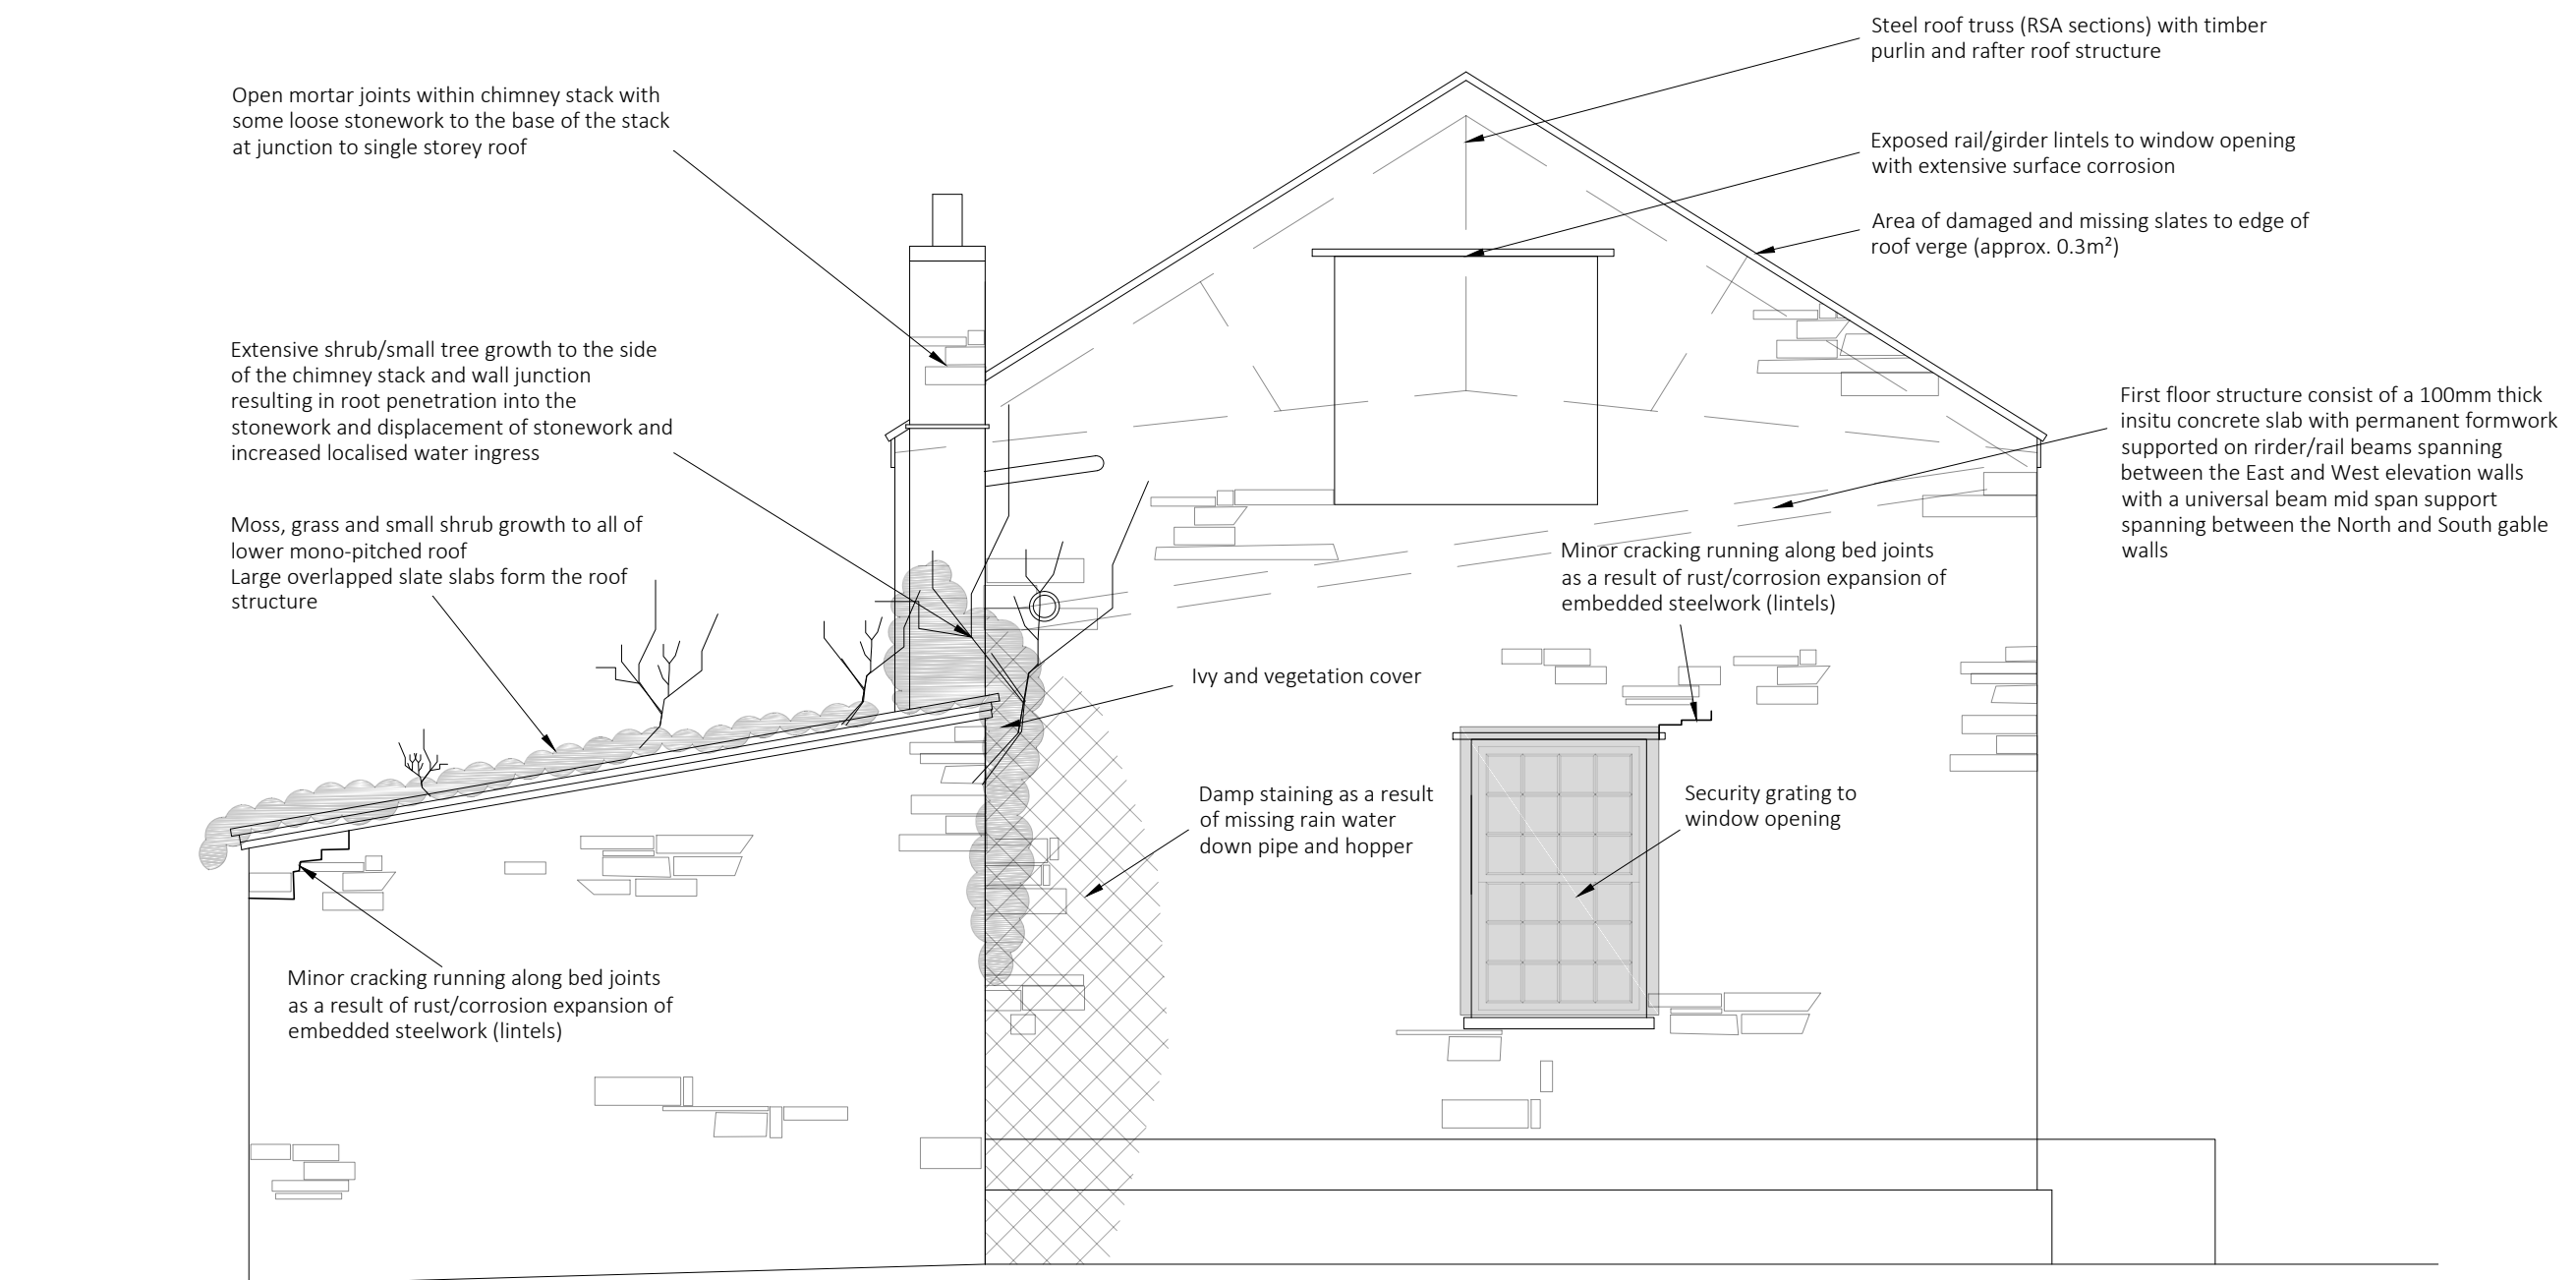 Steel roof truss (RSA sections) with timber
purlin and rafter roof structure
Open mortar joints within chimney stack with
some loose stonework to the base of the stack
at junction to single storey roof
Exposed rail/girder lintels to window opening
with extensive surface corrosion
Area of damaged and missing slates to edge of
roof verge (approx. 0.3m²)
Extensive shrub/small tree growth to the side
of the chimney stack and wall junction
resulting in root penetration into the
stonework and displacement of stonework and
increased localised water ingress
First floor structure consist of a 100mm thick
insitu concrete slab with permanent formwork
supported on rirder/rail beams spanning
between the East and West elevation walls
with a universal beam mid span support
spanning between the North and South gable
walls
Moss, grass and small shrub growth to all of
lower mono-pitched roof
Large overlapped slate slabs form the roof
structure
Minor cracking running along bed joints
as a result of rust/corrosion expansion of
embedded steelwork (lintels)
Ivy and vegetation cover
Damp staining as a result
of missing rain water
down pipe and hopper
Security grating to
window opening
Minor cracking running along bed joints
as a result of rust/corrosion expansion of
embedded steelwork (lintels)